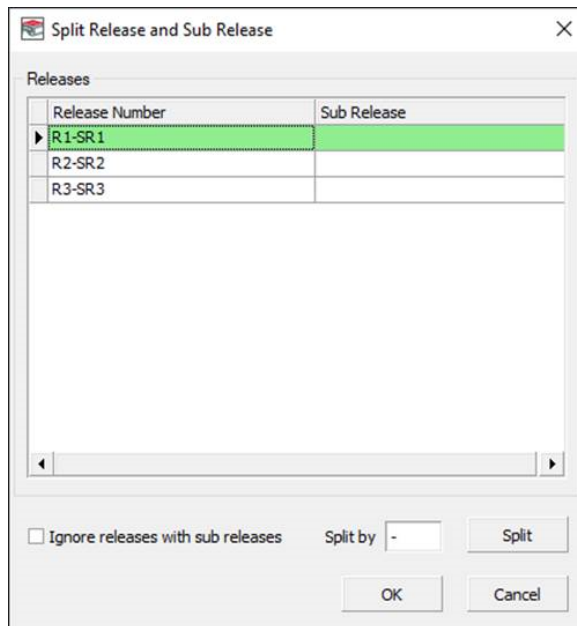 Split Release and Sub Release
Releases
Release Number Sub Release
R1-SR1
R2-SR2
R3-SR3
Ignore releases with sub releases Split by - Split
OK Cancel